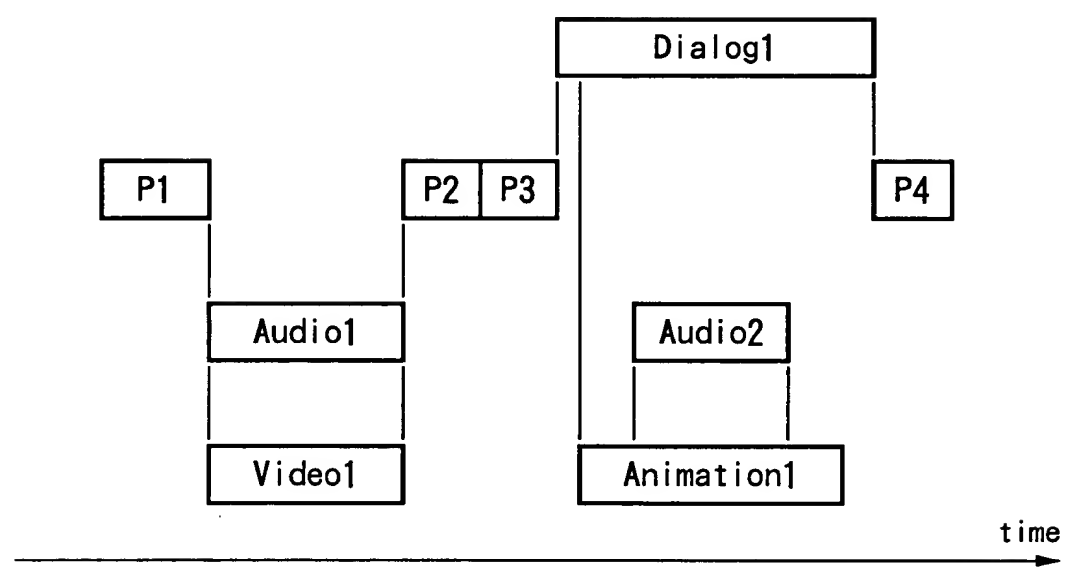 Dialog1
P1
P2
P3
P4
Audio1
Audio2
Video1
Animation1
time